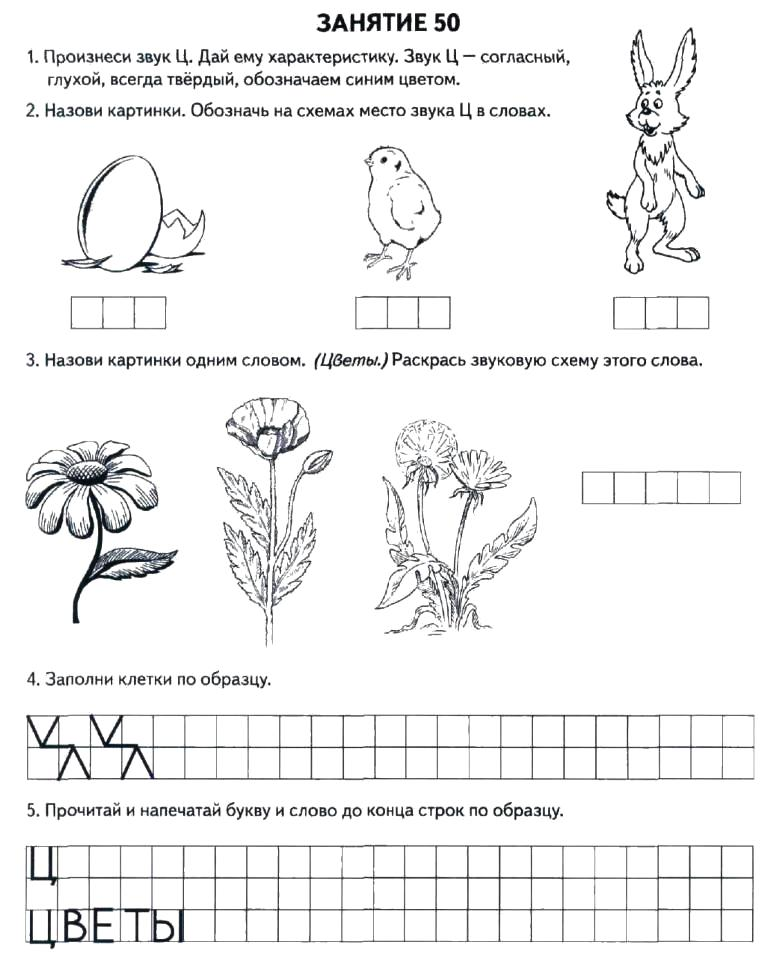 ЗАНЯТИЕ 50
1. Произнеси звук Ц. Дай ему характеристику. Звук Ц — согласный,
глухой, всегда твёрдый, обозначаем синим цветом.
2. Назови картинки. Обозначь на схемах место звука Ц в словах.
3. Назови картинки одним словом. (Цветы.) Раскрась звуковую схему этого слова.
4. Заполни клетки по образцу.
5. Прочитай и напечатай букву и слово до конца строк по образцу.
Ц
ЦВЕТЫ